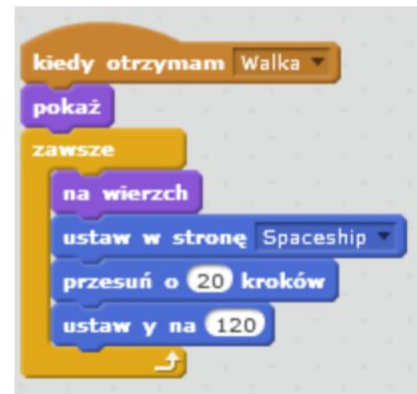 kiedy otrzymam Walka
pokaż
zawsze
na wierzch
ustaw w stronę Spaceship
przesuń o 20 kroków
ustaw y na 120